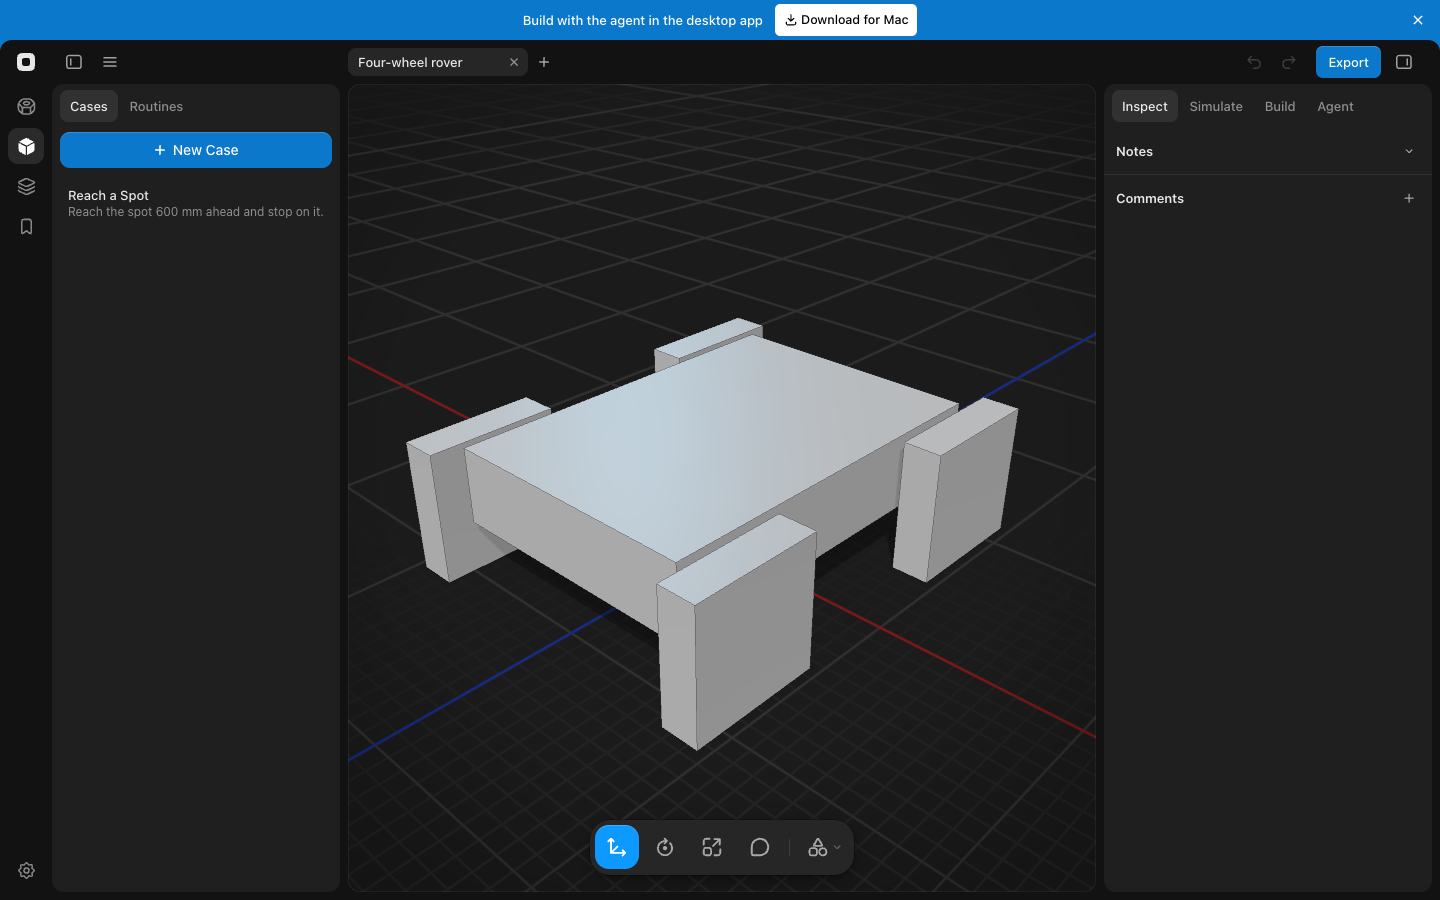 Build with the agent in the desktop app
Download for Mac
Four-wheel rover
Export
Cases
Routines
New Case
Reach a Spot
Reach the spot 600 mm ahead and stop on it.
Inspect
Simulate
Build
Agent
Notes
Comments